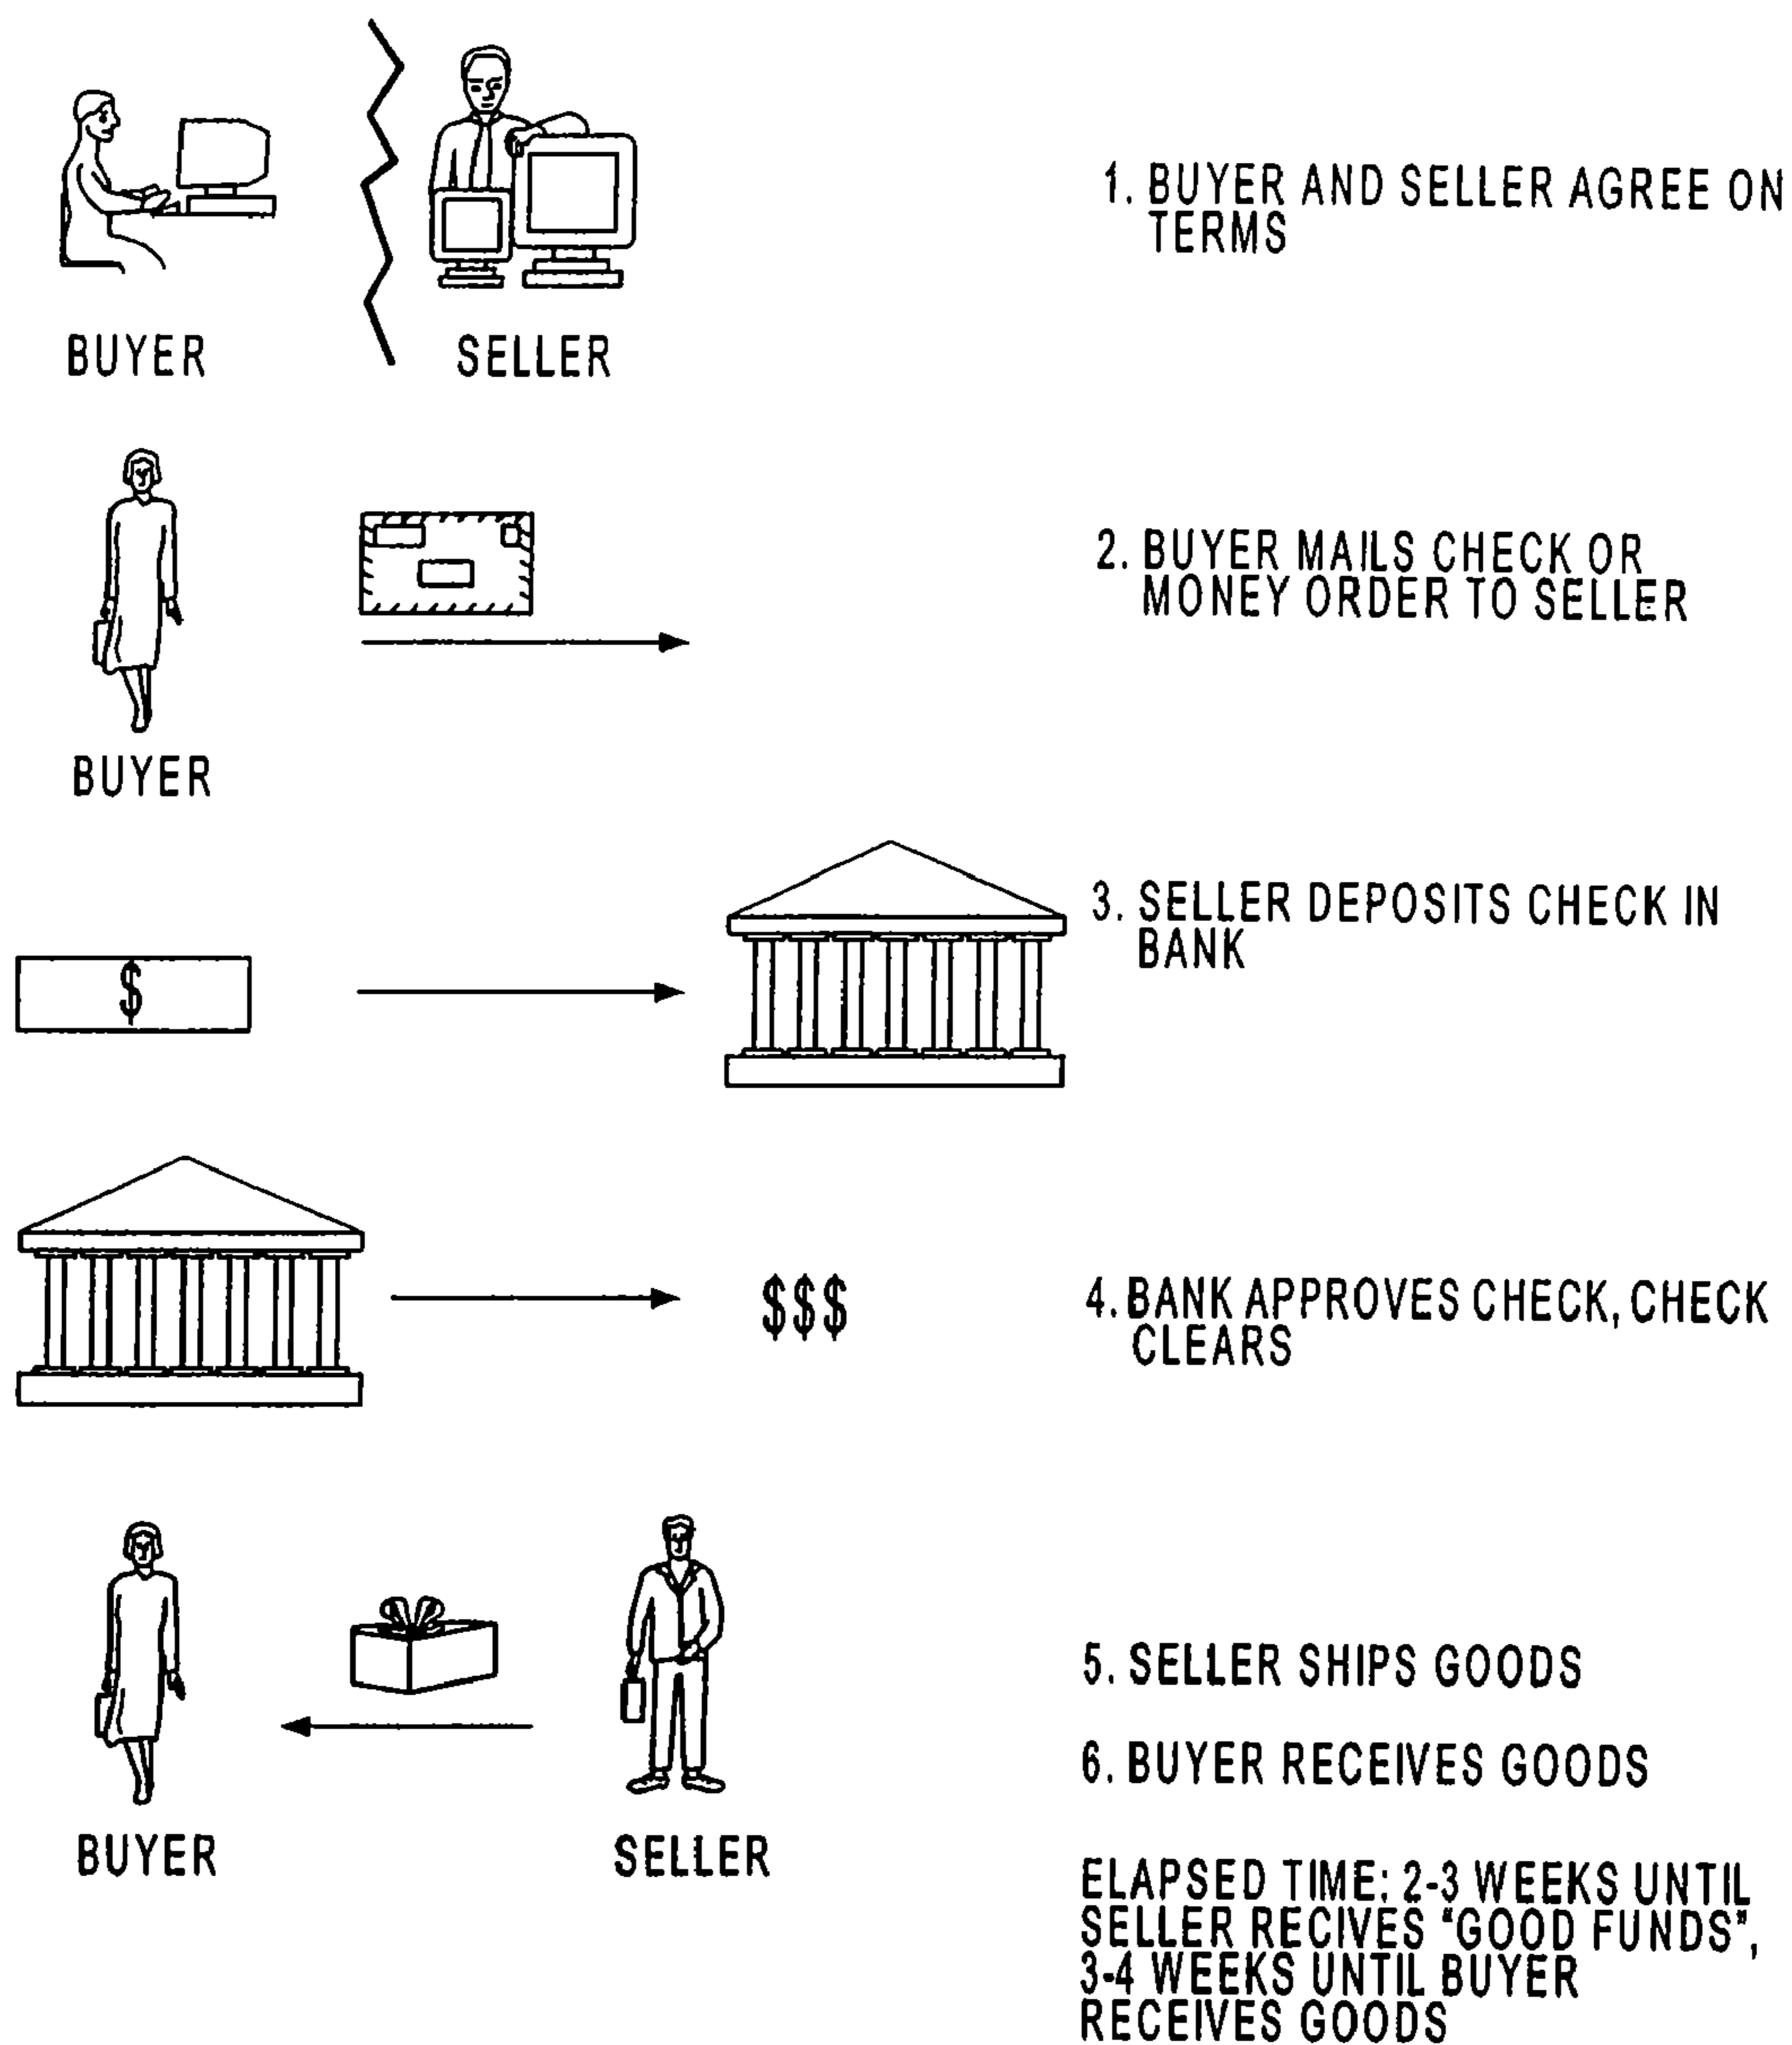 BUYER
SELLER
1. BUYER AND SELLER AGREE ON
TERMS
BUYER
2. BUYER MAILS CHECK OR
MONEY ORDER TO SELLER
$
3. SELLER DEPOSITS CHECK IN
BANK
$$$
4. BANK APPROVES CHECK, CHECK
CLEARS
BUYER
SELLER
5. SELLER SHIPS GOODS
6. BUYER RECEIVES GOODS
ELAPSED TIME: 2-3 WEEKS UNTIL
SELLER RECIVES "GOOD FUNDS",
3-4 WEEKS UNTIL BUYER
RECEIVES GOODS